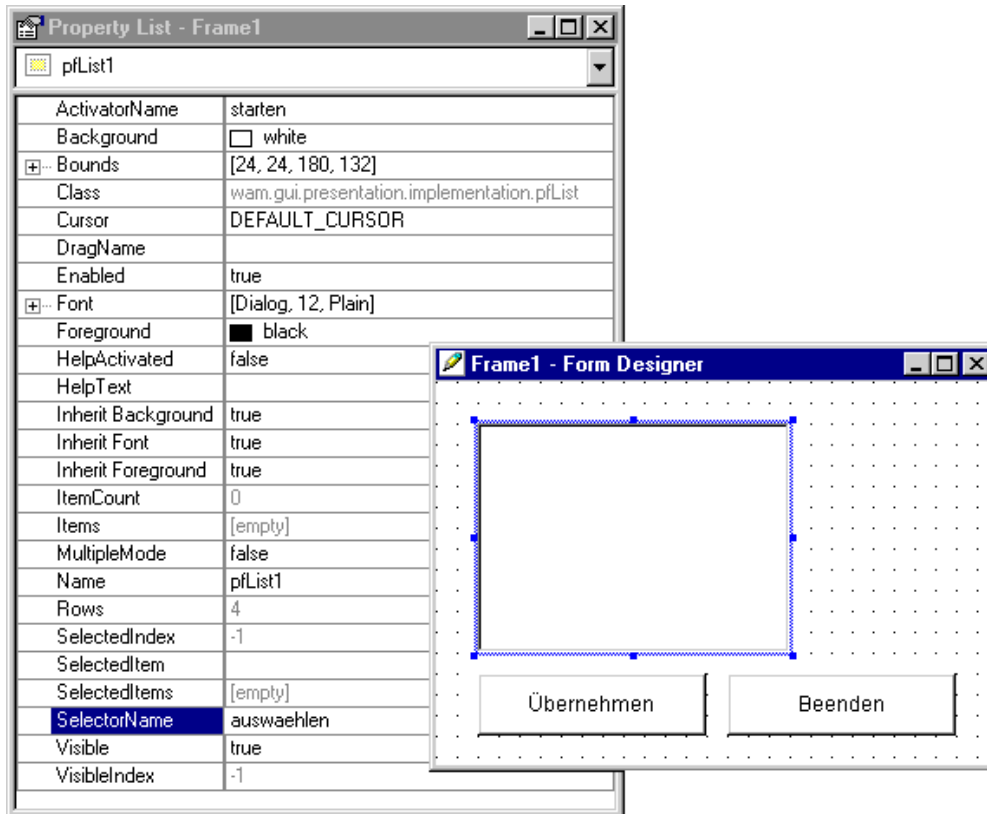 Property List - Frame1
pfList1
ActivatorName starten
Background white
Bounds [24, 24, 180, 132]
Class wam.gui.presentation.implementation.pfList
Cursor DEFAULT_CURSOR
DragName
Enabled true
Font [Dialog, 12, Plain]
Foreground black
HelpActivated false
HelpText
Inherit Background true
Inherit Font true
Inherit Foreground true
ItemCount 0
Items [empty]
MultipleMode false
Name pfList1
Rows 4
SelectedIndex -1
SelectedItem
SelectedItems [empty]
SelectorName auswaehlen
Visible true
VisibleIndex -1
Frame1 - Form Designer
Übernehmen Beenden